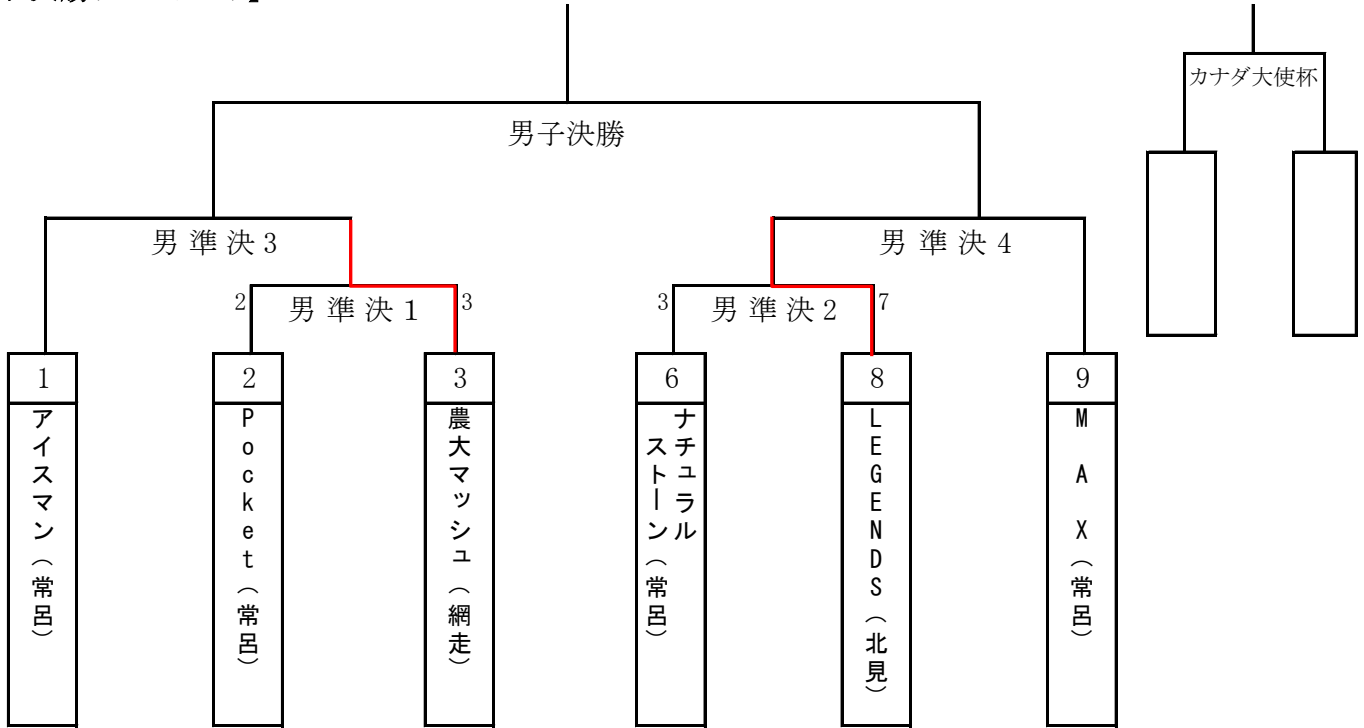 カナダ大使杯
男子決勝
男準決3
男準決4
2
男準決1
3
3
男準決2
7
1
2
3
6
8
9
アイスマン（常呂）
Pocket（常呂）
農大マッシュ（網走）
ナチュラル
ストーン（常呂）
LEGENDS（北見）
MAX（常呂）